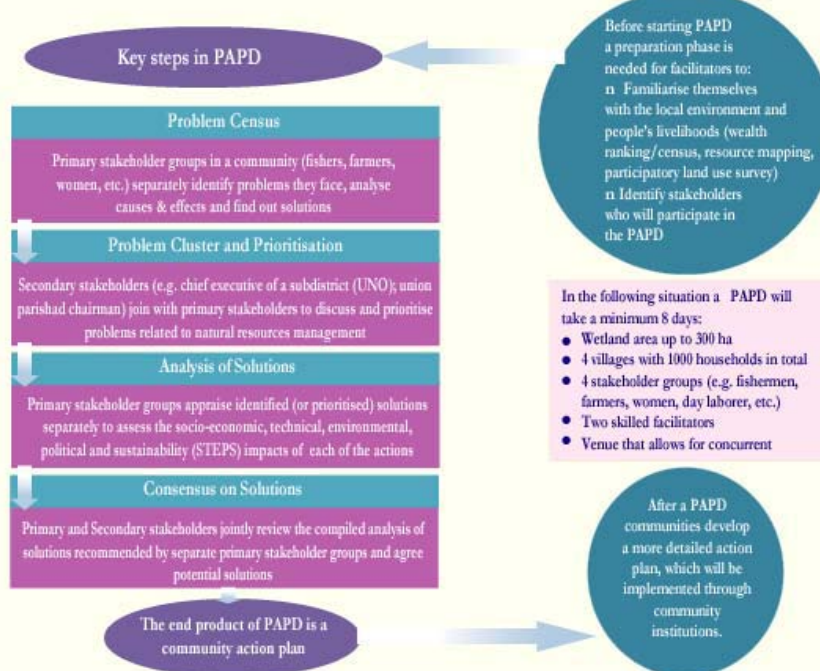 Key steps in PAPD
Before starting PAPD
a preparation phase is
needed for facilitators to:
n Familiarise themselves
with the local environment and
people's livelihoods (wealth
ranking/census, resource mapping,
participatory land use survey)
n Identify stakeholders
who will participate in
the PAPD
Problem Census
Primary stakeholder groups in a community (fishers, farmers,
women, etc.) separately identify problems they face, analyse
causes & effects and find out solutions
Problem Cluster and Prioritisation
Secondary stakeholders (e.g. chief executive of a subdistrict (UNO); union
parishad chairman) join with primary stakeholders to discuss and prioritise
problems related to natural resources management
Analysis of Solutions
Primary stakeholder groups appraise identified (or prioritised) solutions
separately to assess the socio-economic, technical, environmental,
political and sustainability (STEPS) impacts of each of the actions
Consensus on Solutions
Primary and Secondary stakeholders jointly review the compiled analysis of
solutions recommended by separate primary stakeholder groups and agree
potential solutions
The end product of PAPD is a
community action plan
In the following situation a PAPD will
take a minimum 8 days:
● Wetland area up to 300 ha
● 4 villages with 1000 households in total
● 4 stakeholder groups (e.g. fishermen,
farmers, women, day laborer, etc.)
● Two skilled facilitators
● Venue that allows for concurrent
After a PAPD
communities develop
a more detailed action
plan, which will be
implemented through
community
institutions.